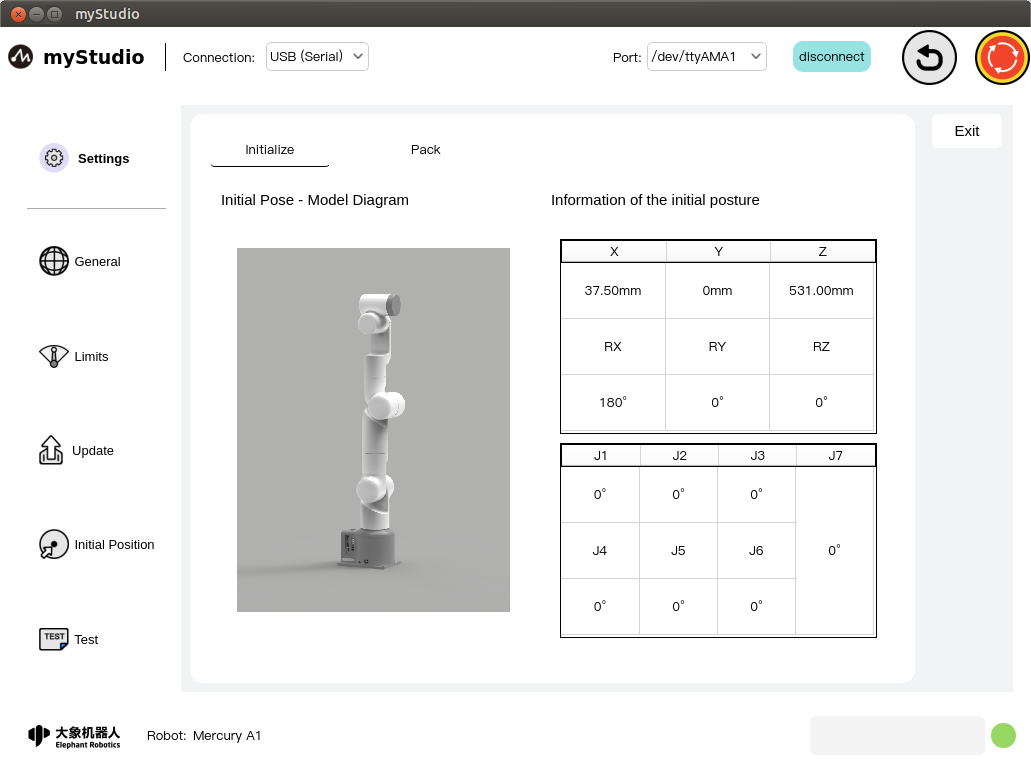 myStudio
myStudio
Connection: USB (Serial)
Port: /dev/ttyAMA1
disconnect
Settings
General
Limits
Update
Initial Position
TEST Test
Initialize
Pack
Exit
Initial Pose - Model Diagram
Information of the initial posture
X Y Z
37.50mm 0mm 531.00mm
RX RY RZ
180° 0° 0°
J1 J2 J3 J7
0° 0° 0°
J4 J5 J6 0°
0° 0° 0°
大象机器人
Elephant Robotics
Robot: Mercury A1